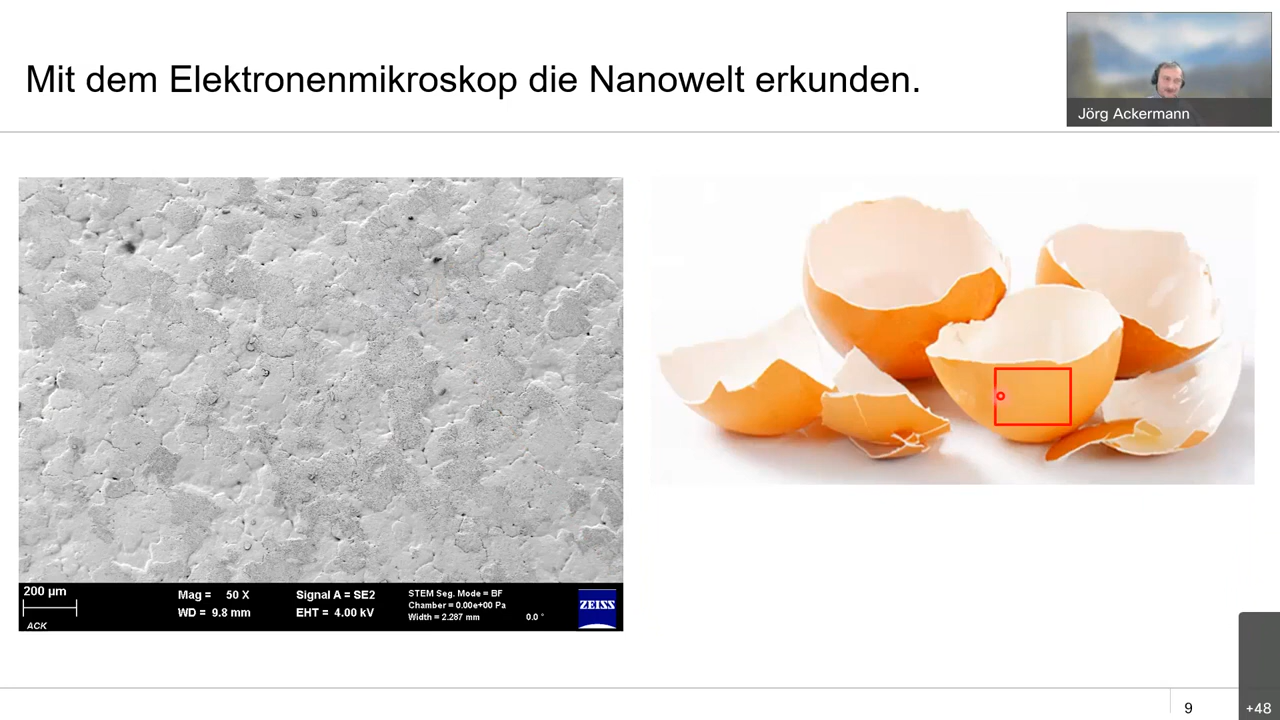 Mit dem Elektronenmikroskop die Nanowelt erkunden.
Jörg Ackermann
200 µm
ACK
Mag = 50 X
WD = 9.8 mm
Signal A = SE2
EHT = 4.00 kV
STEM Seg. Mode = BF
Chamber = 0.00e+00 Pa
Width = 2.287 mm
0.0 °
ZEISS
9
+48